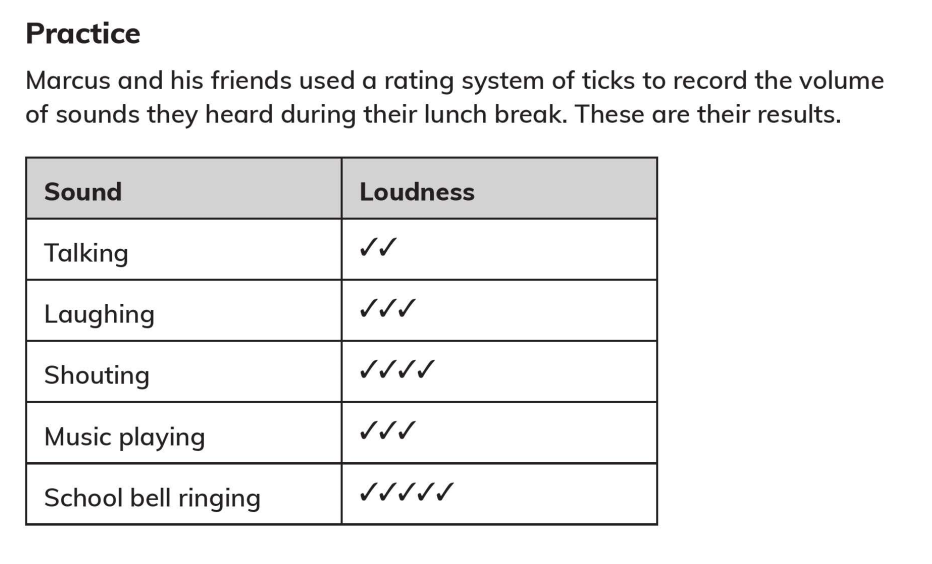 Practice
Marcus and his friends used a rating system of ticks to record the volume
of sounds they heard during their lunch break. These are their results.
Sound Loudness
Talking ✓✓
Laughing ✓✓✓
Shouting ✓✓✓✓
Music playing ✓✓✓
School bell ringing ✓✓✓✓✓